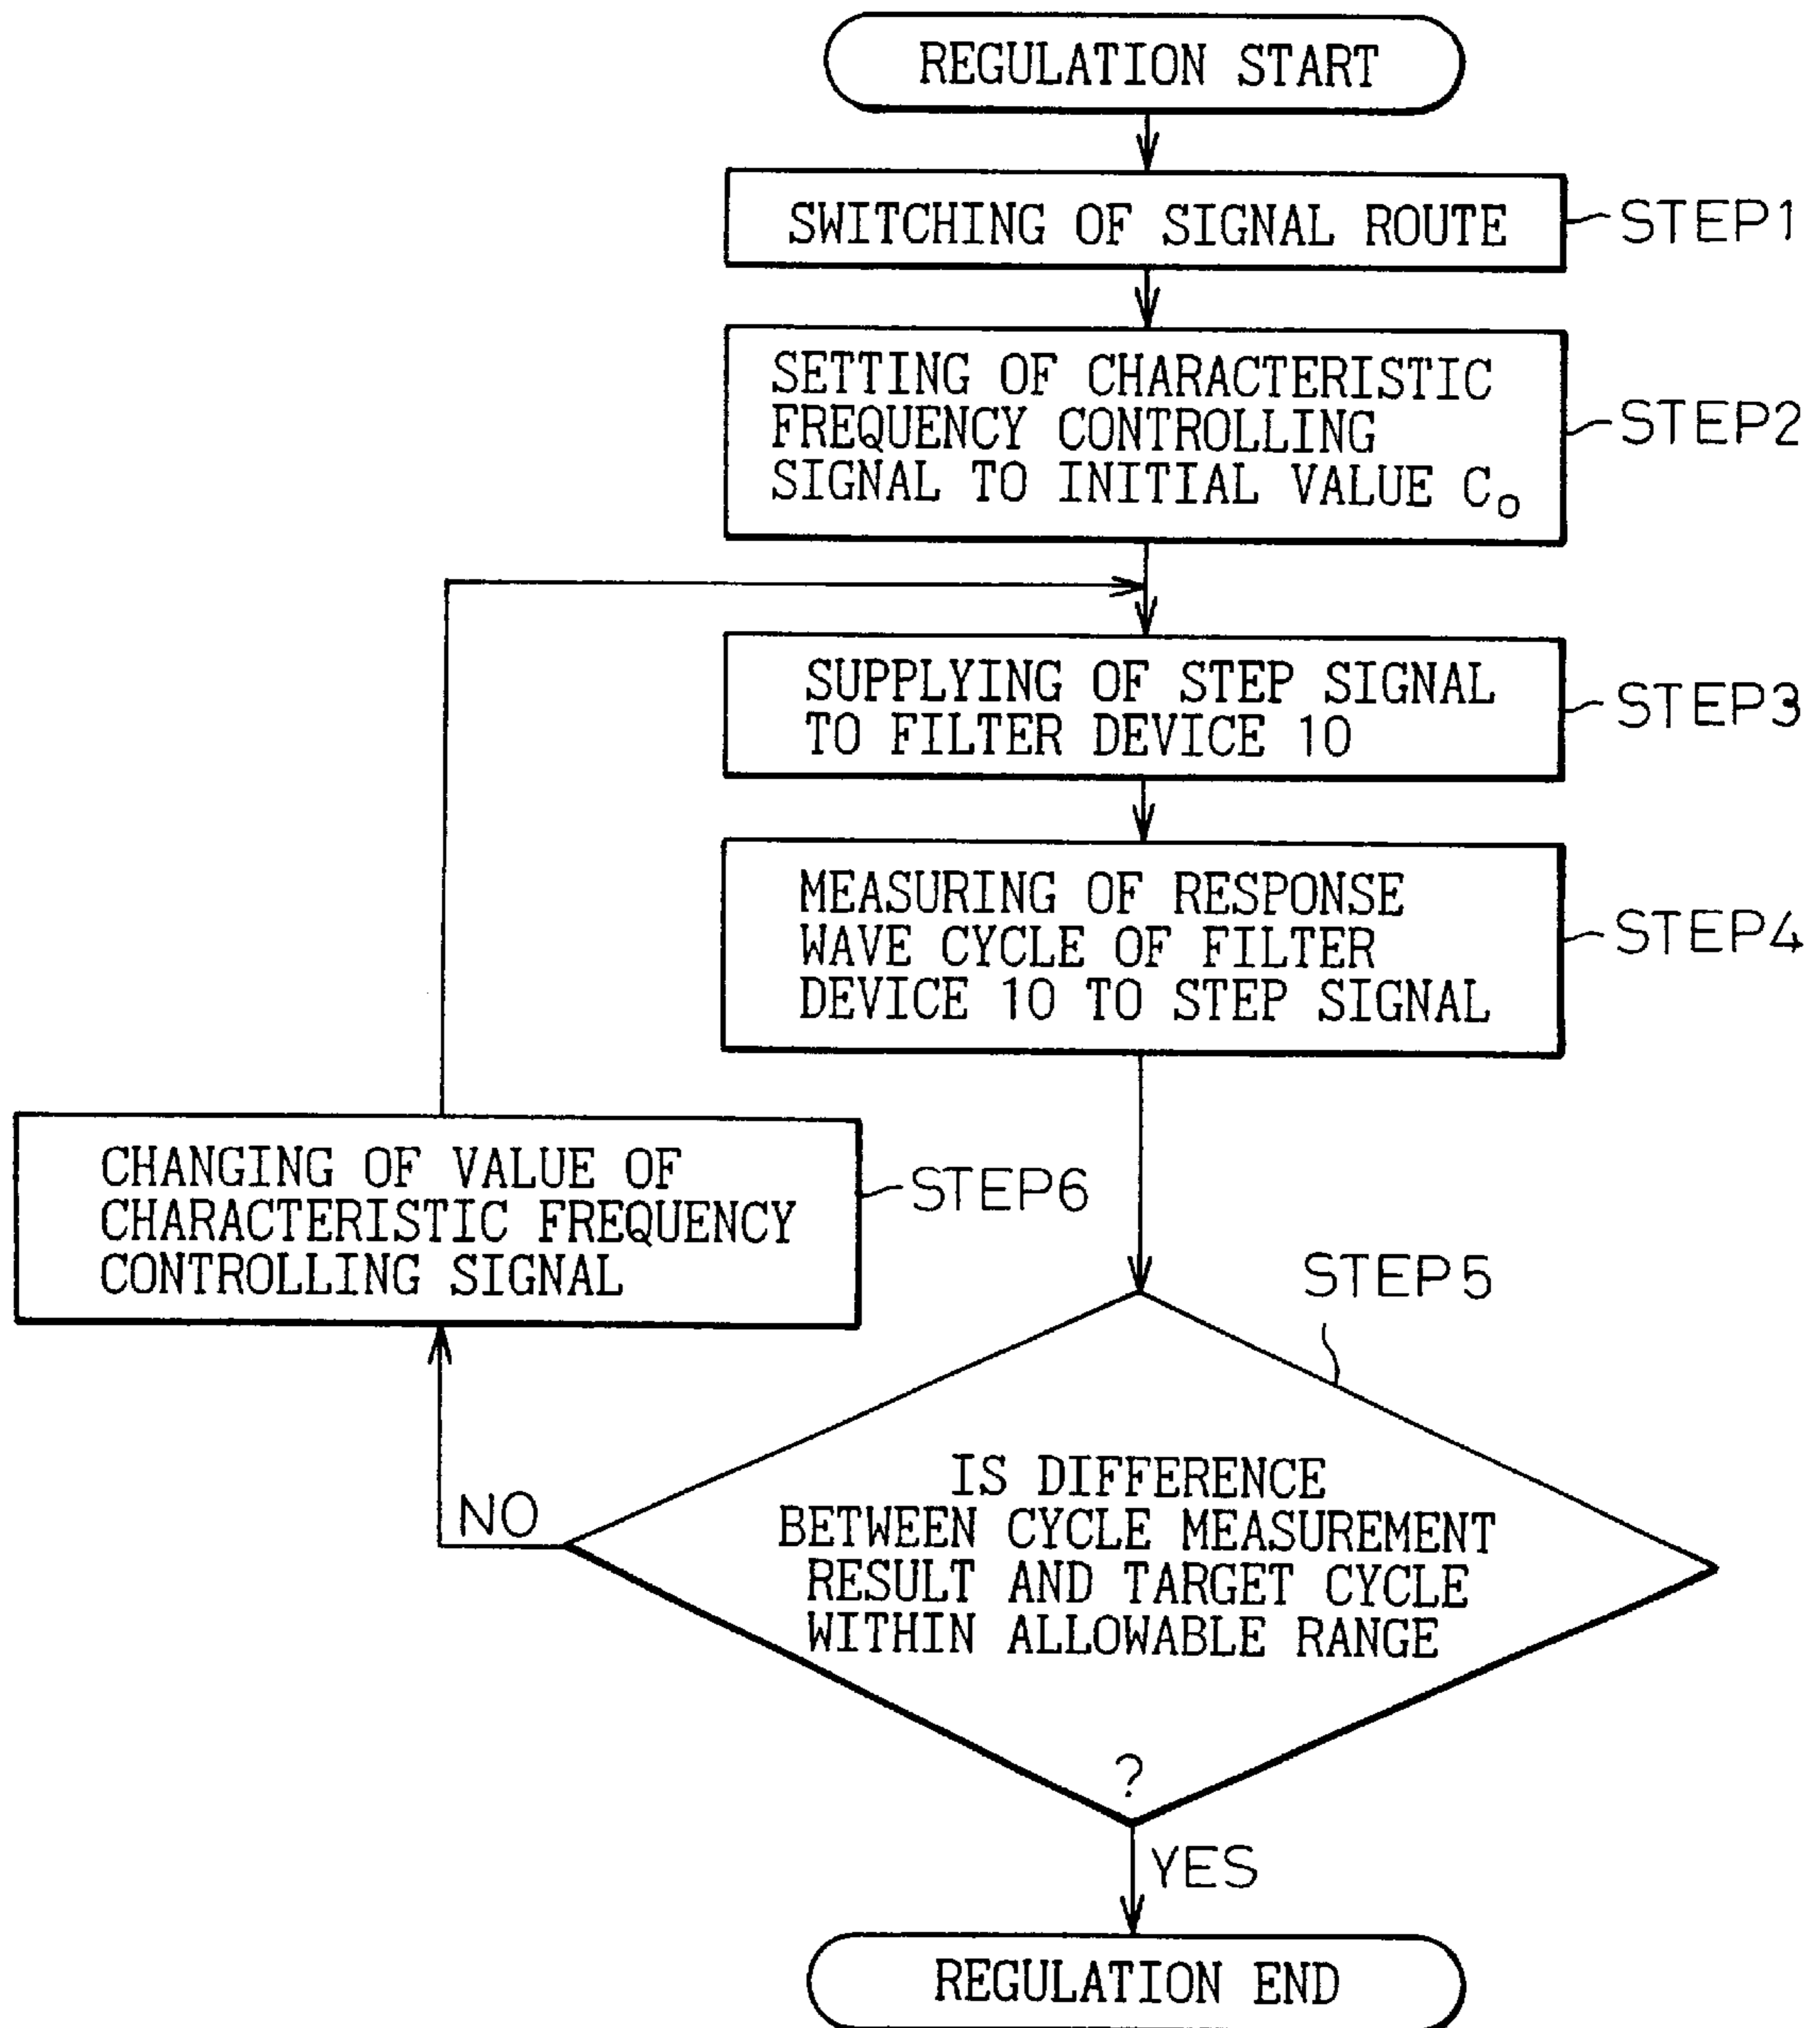 REGULATION START
SWITCHING OF SIGNAL ROUTE
STEP1
SETTING OF CHARACTERISTIC
FREQUENCY CONTROLLING
SIGNAL TO INITIAL VALUE C₀
STEP2
SUPPLYING OF STEP SIGNAL
TO FILTER DEVICE 10
STEP3
MEASURING OF RESPONSE
WAVE CYCLE OF FILTER
DEVICE 10 TO STEP SIGNAL
STEP4
CHANGING OF VALUE OF
CHARACTERISTIC FREQUENCY
CONTROLLING SIGNAL
STEP6
STEP5
IS DIFFERENCE
BETWEEN CYCLE MEASUREMENT
RESULT AND TARGET CYCLE
WITHIN ALLOWABLE RANGE
?
NO
YES
REGULATION END